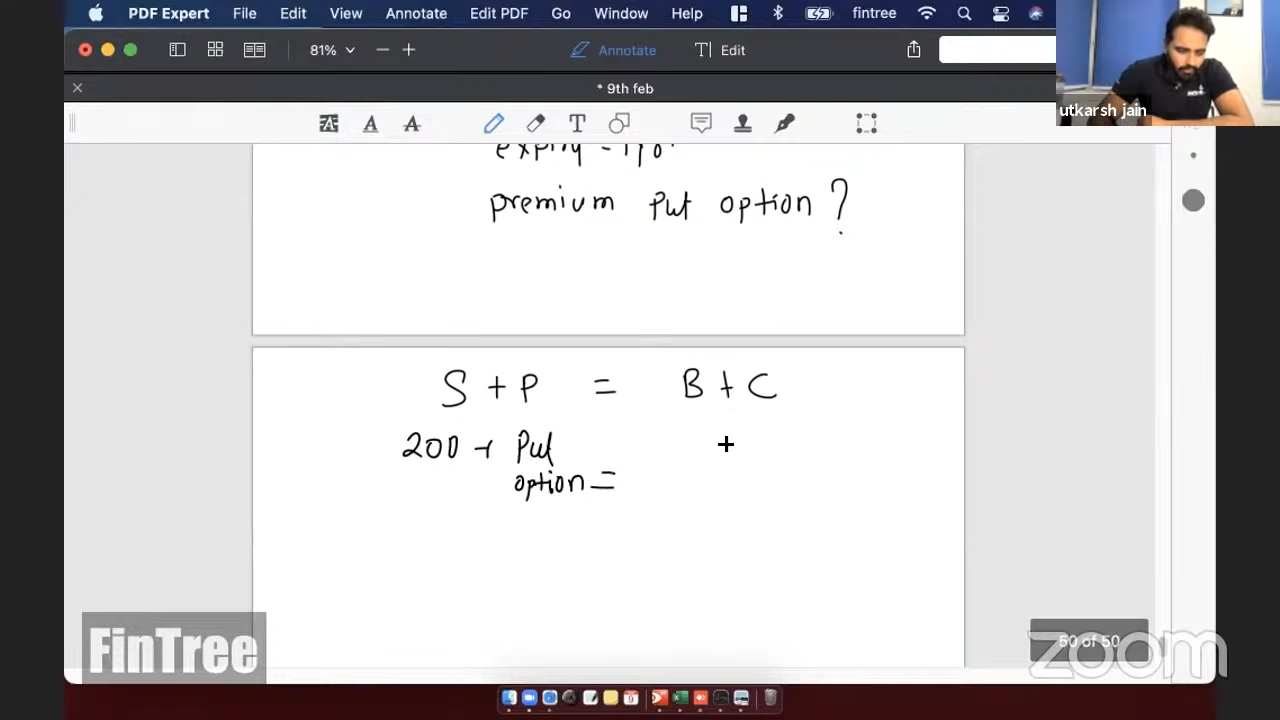 PDF Expert File Edit View Annotate Edit PDF Go Window Help fintree
81% Annotate Edit
utkarsh jain
* 9th feb
premium Put option ?
S + P = B + C
200 + Put
option =
FinTree
50 of 50
zoom